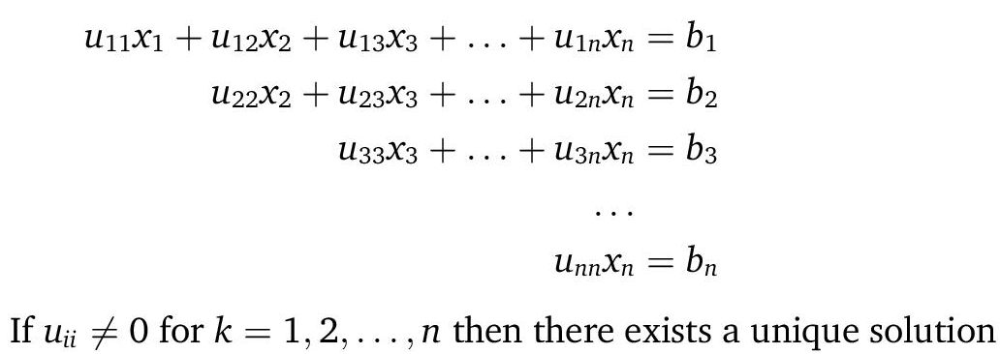 u₁₁x₁ + u₁₂x₂ + u₁₃x₃ + ... + u₁ₙxₙ = b₁
u₂₂x₂ + u₂₃x₃ + ... + u₂ₙxₙ = b₂
u₃₃x₃ + ... + u₃ₙxₙ = b₃
...
uₙₙxₙ = bₙ
If uᵢᵢ ≠ 0 for k = 1, 2, ..., n then there exists a unique solution